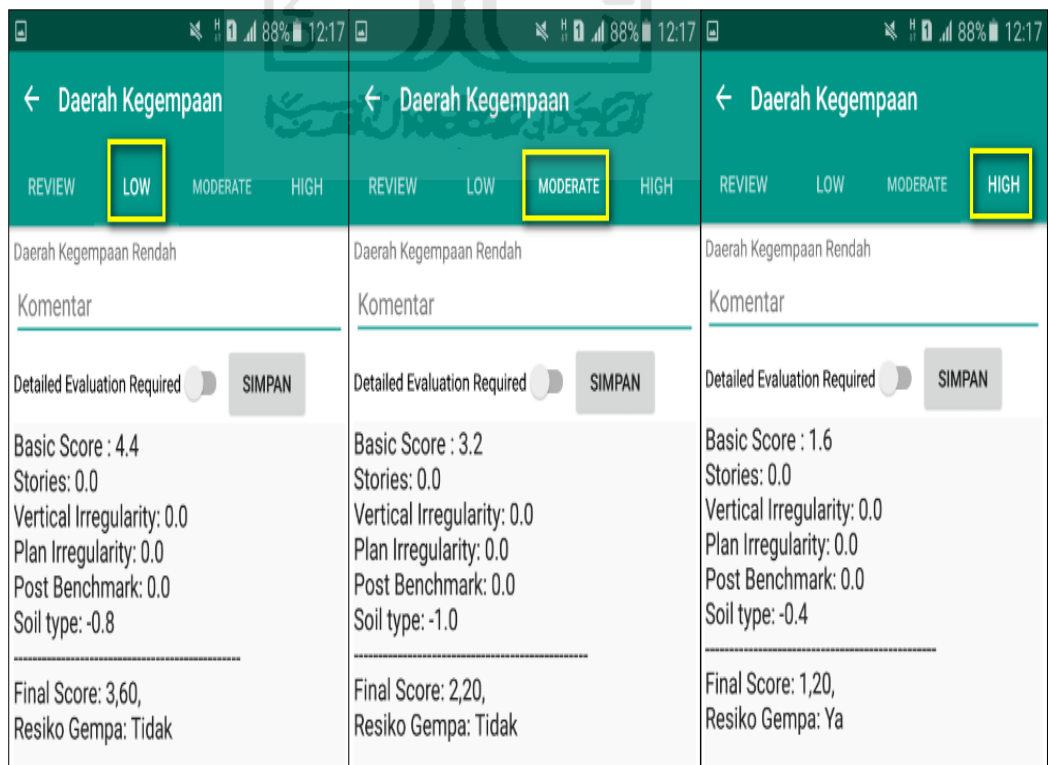 88% 12:17
Daerah Kegempaan
REVIEW LOW MODERATE HIGH
Daerah Kegempaan Rendah
Komentar
Detailed Evaluation Required SIMPAN
Basic Score : 4.4
Stories: 0.0
Vertical Irregularity: 0.0
Plan Irregularity: 0.0
Post Benchmark: 0.0
Soil type: -0.8
Final Score: 3,60,
Resiko Gempa: Tidak
88% 12:17
Daerah Kegempaan
REVIEW LOW MODERATE HIGH
Daerah Kegempaan Rendah
Komentar
Detailed Evaluation Required SIMPAN
Basic Score : 3.2
Stories: 0.0
Vertical Irregularity: 0.0
Plan Irregularity: 0.0
Post Benchmark: 0.0
Soil type: -1.0
Final Score: 2,20,
Resiko Gempa: Tidak
88% 12:17
Daerah Kegempaan
REVIEW LOW MODERATE HIGH
Daerah Kegempaan Rendah
Komentar
Detailed Evaluation Required SIMPAN
Basic Score : 1.6
Stories: 0.0
Vertical Irregularity: 0.0
Plan Irregularity: 0.0
Post Benchmark: 0.0
Soil type: -0.4
Final Score: 1,20,
Resiko Gempa: Ya